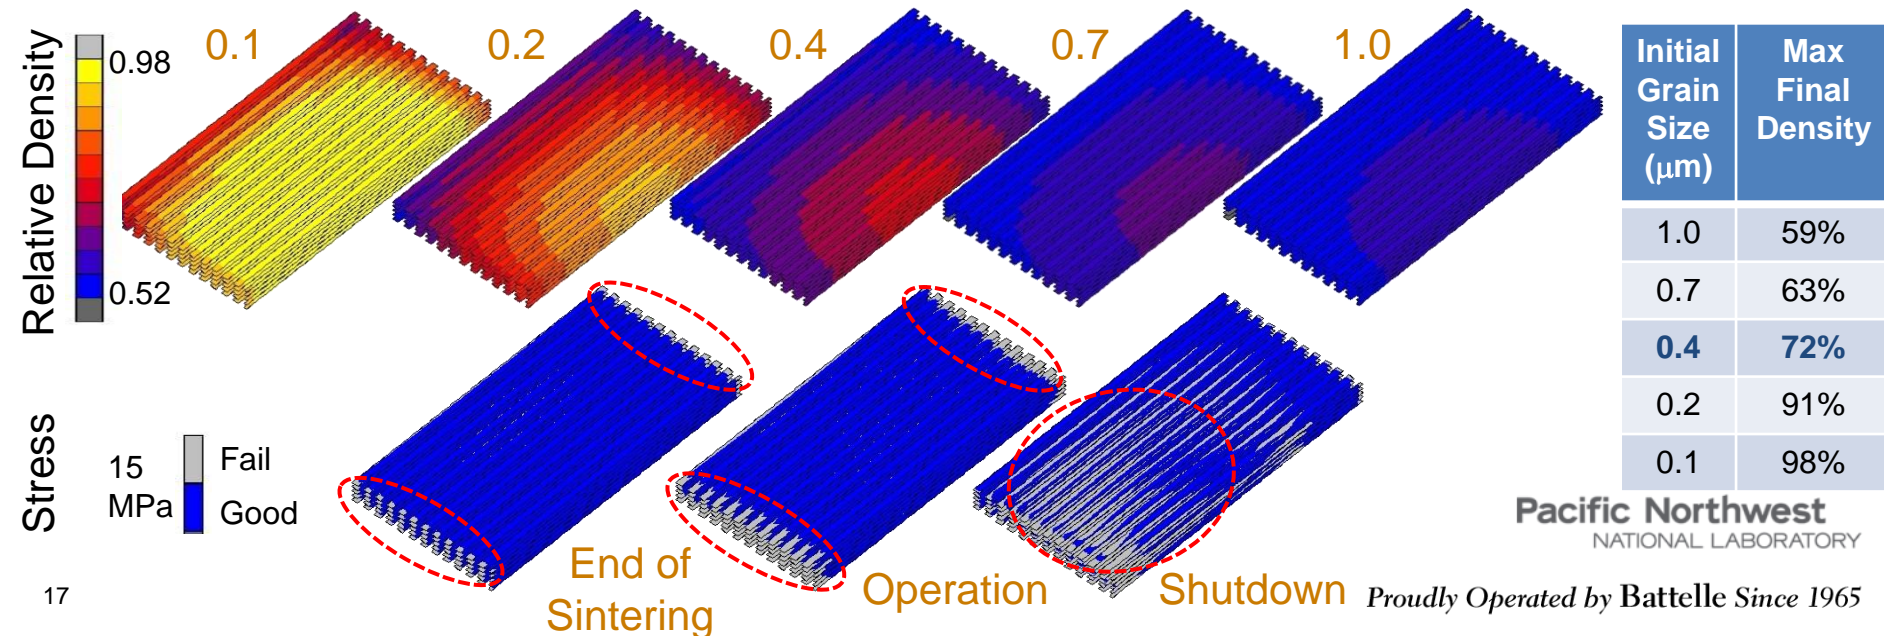 Relative Density
0.98
0.52
0.1
0.2
0.4
0.7
1.0
Initial
Grain
Size
(μm)
Max
Final
Density
1.0 59%
0.7 63%
0.4 72%
0.2 91%
0.1 98%
Stress
15
MPa
Fail
Good
End of
Sintering
Operation
Shutdown
Pacific Northwest
NATIONAL LABORATORY
Proudly Operated by Battelle Since 1965
17